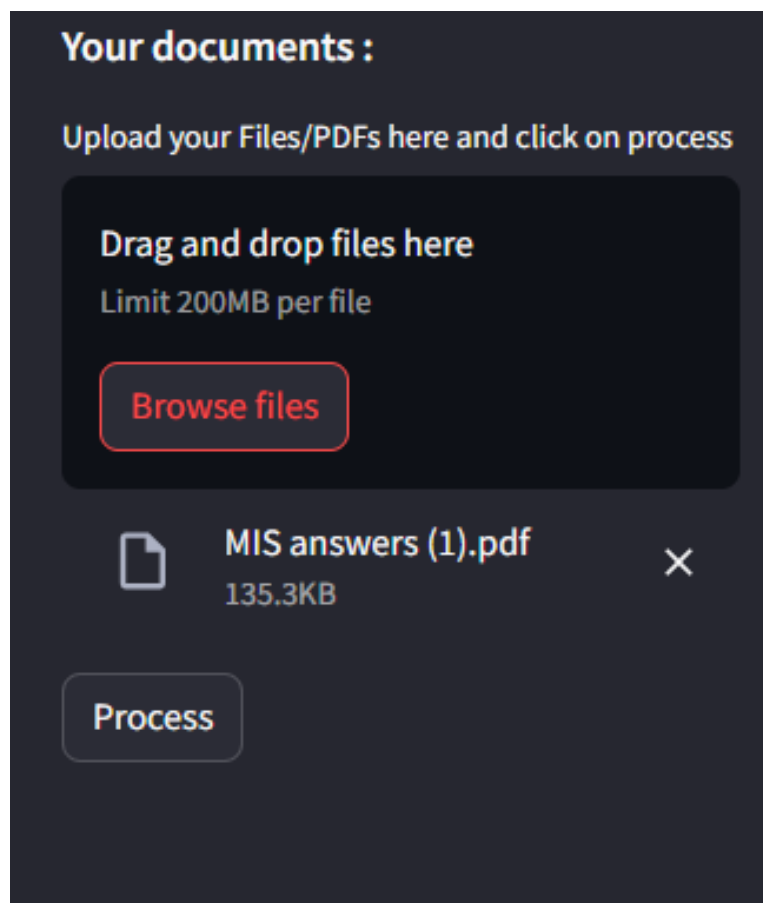 Your documents :
Upload your Files/PDFs here and click on process
Drag and drop files here
Limit 200MB per file
Browse files
MIS answers (1).pdf
135.3KB
Process